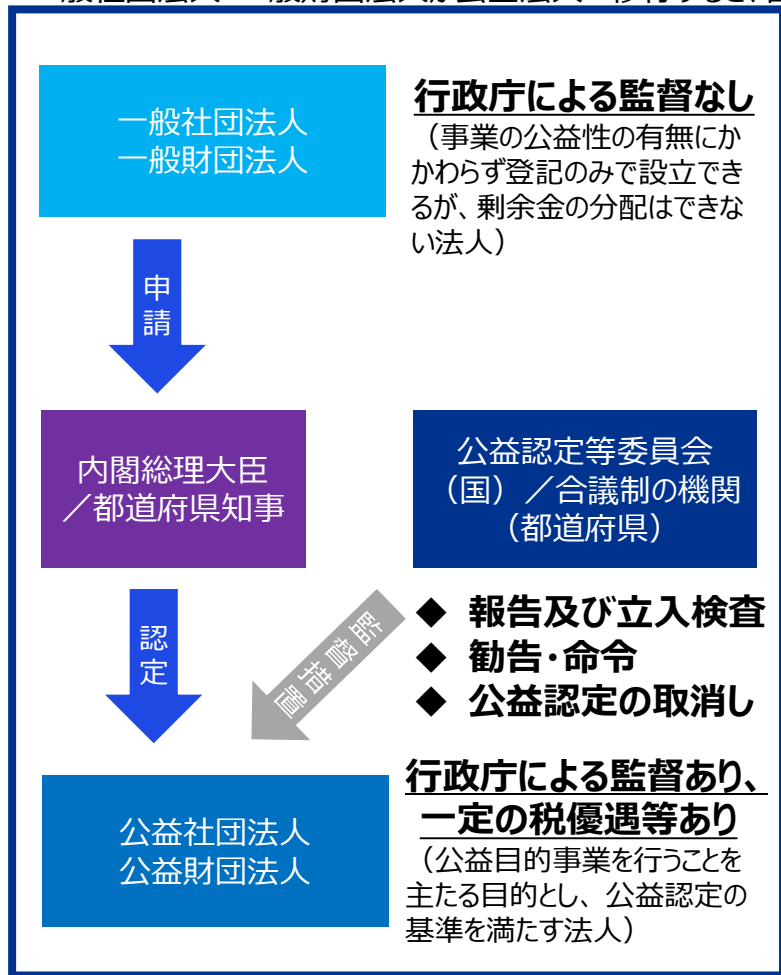 一般社団法人
一般財団法人
行政庁による監督なし
（事業の公益性の有無にか
かわらず登記のみで設立でき
るが、剰余金の分配はできな
い法人）
申請
内閣総理大臣
／都道府県知事
公益認定等委員会
（国）／合議制の機関
（都道府県）
認定
監督措置
◆ 報告及び立入検査
◆ 勧告・命令
◆ 公益認定の取消し
公益社団法人
公益財団法人
行政庁による監督あり、
一定の税優遇等あり
（公益目的事業を行うことを
主たる目的とし、公益認定の
基準を満たす法人）